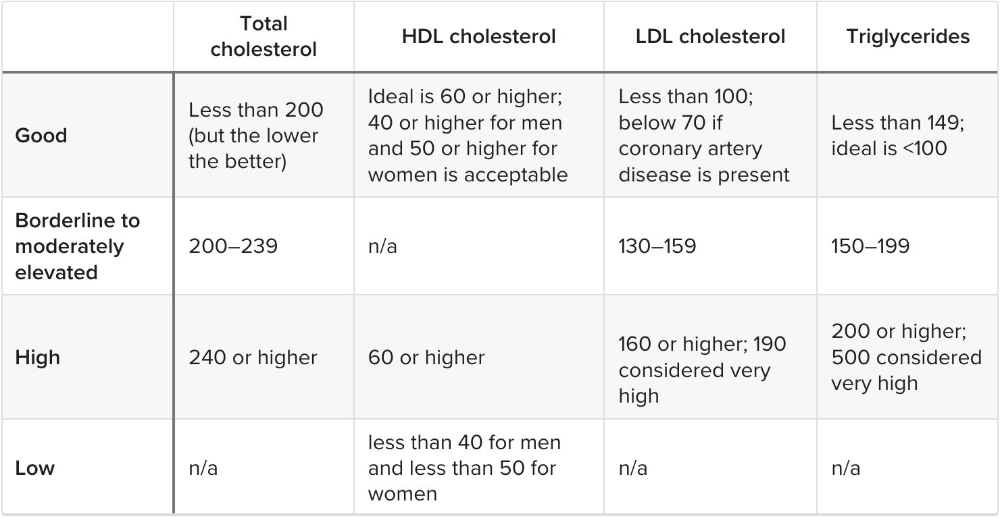 Total
cholesterol
HDL cholesterol
LDL cholesterol
Triglycerides
Good
Less than 200
(but the lower
the better)
Ideal is 60 or higher;
40 or higher for men
and 50 or higher for
women is acceptable
Less than 100;
below 70 if
coronary artery
disease is present
Less than 149;
ideal is <100
Borderline to
moderately
elevated
200–239
n/a
130–159
150–199
High
240 or higher
60 or higher
160 or higher; 190
considered very
high
200 or higher;
500 considered
very high
Low
n/a
less than 40 for men
and less than 50 for
women
n/a
n/a